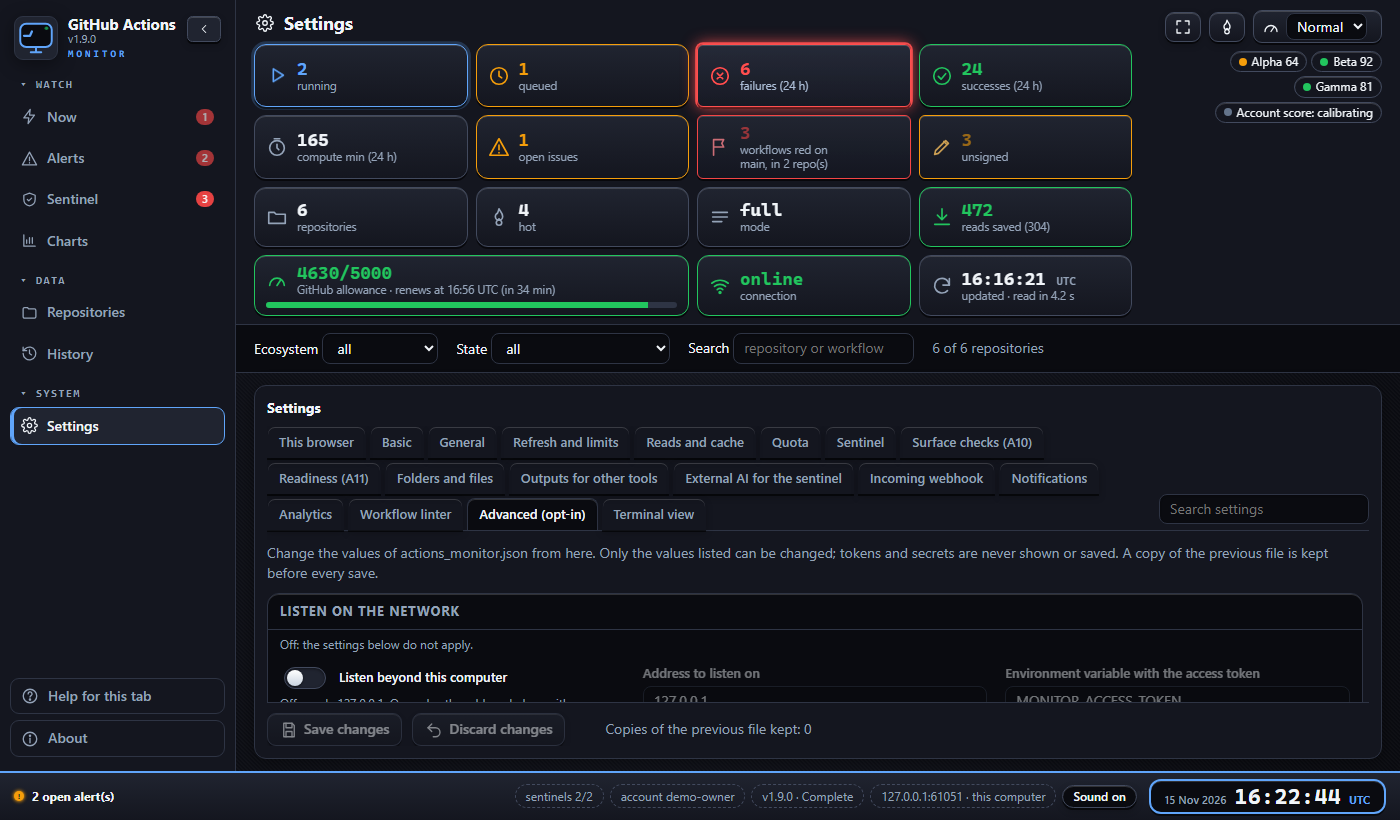 GitHub Actions
v1.9.0
MONITOR
WATCH
Now 1
Alerts 2
Sentinel 3
Charts
DATA
Repositories
History
SYSTEM
Settings
Help for this tab
About
Settings
Normal
2
running
1
queued
6
failures (24 h)
24
successes (24 h)
Alpha 64
Beta 92
Gamma 81
Account score: calibrating
165
compute min (24 h)
1
open issues
3
workflows red on
main, in 2 repo(s)
3
unsigned
6
repositories
4
hot
full
mode
472
reads saved (304)
4630/5000
GitHub allowance · renews at 16:56 UTC (in 34 min)
online
connection
16:16:21 UTC
updated · read in 4.2 s
Ecosystem all State all Search repository or workflow 6 of 6 repositories
Settings
This browser Basic General Refresh and limits Reads and cache Quota Sentinel Surface checks (A10)
Readiness (A11) Folders and files Outputs for other tools External AI for the sentinel Incoming webhook Notifications
Analytics Workflow linter Advanced (opt-in) Terminal view Search settings
Change the values of actions_monitor.json from here. Only the values listed can be changed; tokens and secrets are never shown or saved. A copy of the previous file is kept
before every save.
LISTEN ON THE NETWORK
Off: the settings below do not apply.
Listen beyond this computer
Address to listen on
Environment variable with the access token
127.0.0.1
MONITOR_ACCESS_TOKEN
Save changes Discard changes Copies of the previous file kept: 0
2 open alert(s)
sentinels 2/2
account demo-owner
v1.9.0 · Complete
127.0.0.1:61051 · this computer
Sound on
15 Nov 2026 16:22:44 UTC